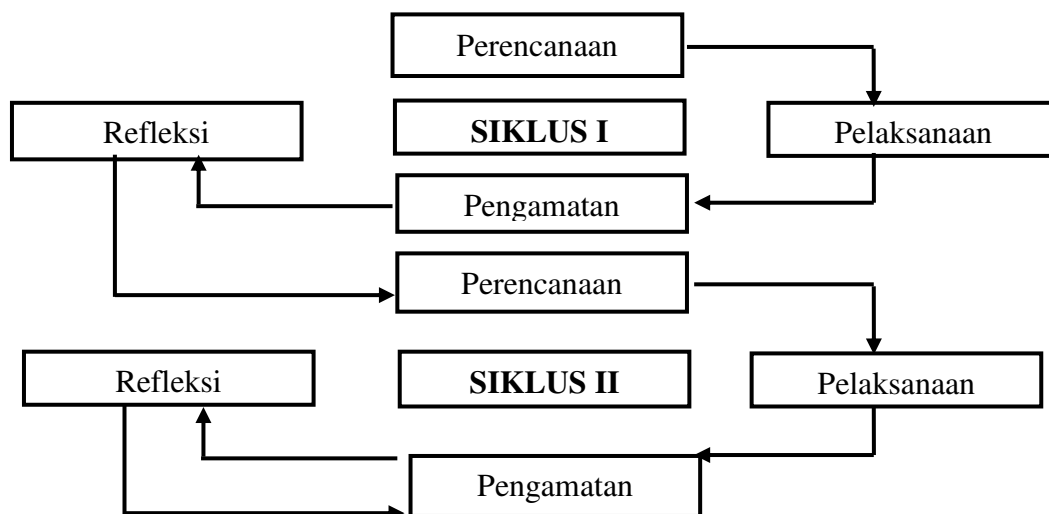 Perencanaan
Refleksi
SIKLUS I
Pelaksanaan
Pengamatan
Perencanaan
Refleksi
SIKLUS II
Pelaksanaan
Pengamatan